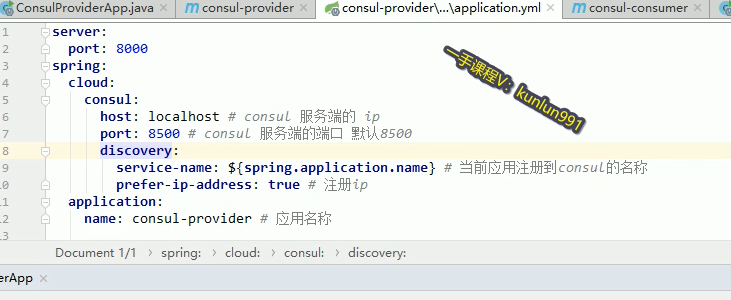 ConsulProviderApp.java × consul-provider × consul-provider\...\application.yml × consul-consumer ×
1 server:
2 port: 8000
3 spring:
4 cloud:
5 consul:
6 host: localhost # consul 服务端的 ip
7 port: 8500 # consul 服务端的端口 默认8500
8 discovery:
9 service-name: ${spring.application.name} # 当前应用注册到consul的名称
10 prefer-ip-address: true # 注册ip
11 application:
12 name: consul-provider # 应用名称
13
一手课程V：kunlun991
Document 1/1 › spring: › cloud: › consul: › discovery:
erApp ×